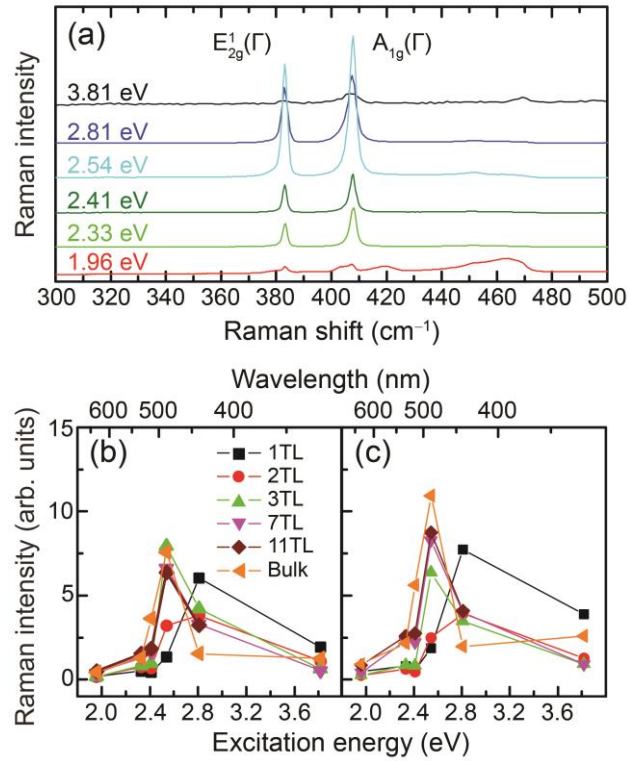 (a)
E¹₂g(Γ) A₁g(Γ)
3.81 eV
2.81 eV
2.54 eV
2.41 eV
2.33 eV
1.96 eV
Raman intensity
300 320 340 360 380 400 420 440 460 480 500
Raman shift (cm⁻¹)
Wavelength (nm)
600 500 400 600 500 400
(b) (c)
1TL
2TL
3TL
7TL
11TL
Bulk
Raman intensity (arb. units)
15
10
5
0
2.0 2.4 2.8 3.2 3.6 2.0 2.4 2.8 3.2 3.6
Excitation energy (eV)